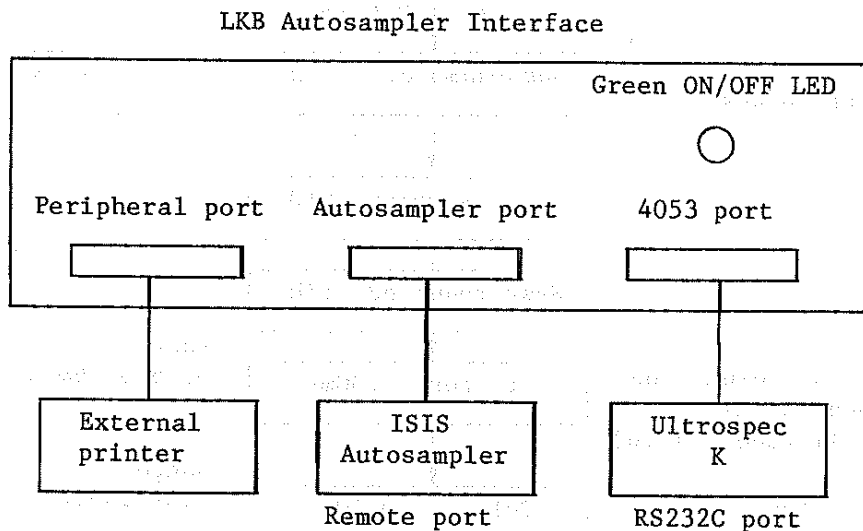 LKB Autosampler Interface
Green ON/OFF LED
Peripheral port
Autosampler port
4053 port
External
printer
ISIS
Autosampler
Ultrospec
K
Remote port
RS232C port